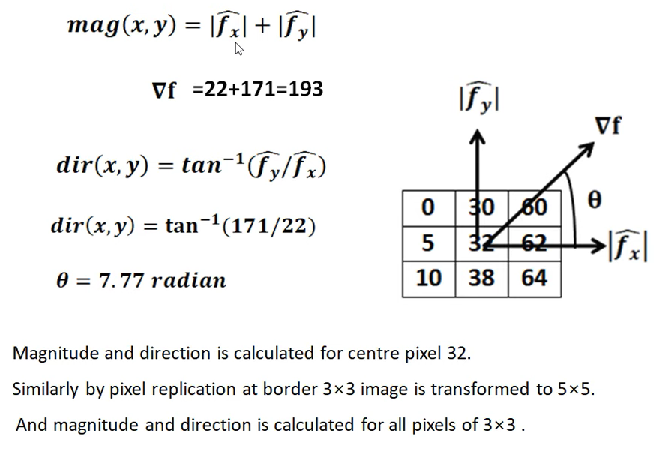 mag(x, y) = |f̂x| + |f̂y|
∇f =22+171=193
dir(x, y) = tan⁻¹(f̂y/f̂x)
dir(x, y) = tan⁻¹(171/22)
θ = 7.77 radian
|f̂y|
∇f
θ
0 30 60
5 32 62
|f̂x|
10 38 64
Magnitude and direction is calculated for centre pixel 32.
Similarly by pixel replication at border 3×3 image is transformed to 5×5.
And magnitude and direction is calculated for all pixels of 3×3 .